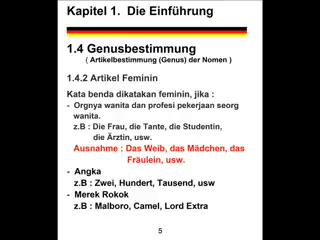 Kapitel 1. Die Einführung
1.4 Genusbestimmung
( Artikelbestimmung (Genus) der Nomen )
1.4.2 Artikel Feminin
Kata benda dikatakan feminin, jika :
- Orgnya wanita dan profesi pekerjaan seorg
wanita.
z.B : Die Frau, die Tante, die Studentin,
die Ärztin, usw.
Ausnahme : Das Weib, das Mädchen, das
Fräulein, usw.
- Angka
z.B : Zwei, Hundert, Tausend, usw
- Merek Rokok
z.B : Malboro, Camel, Lord Extra
5